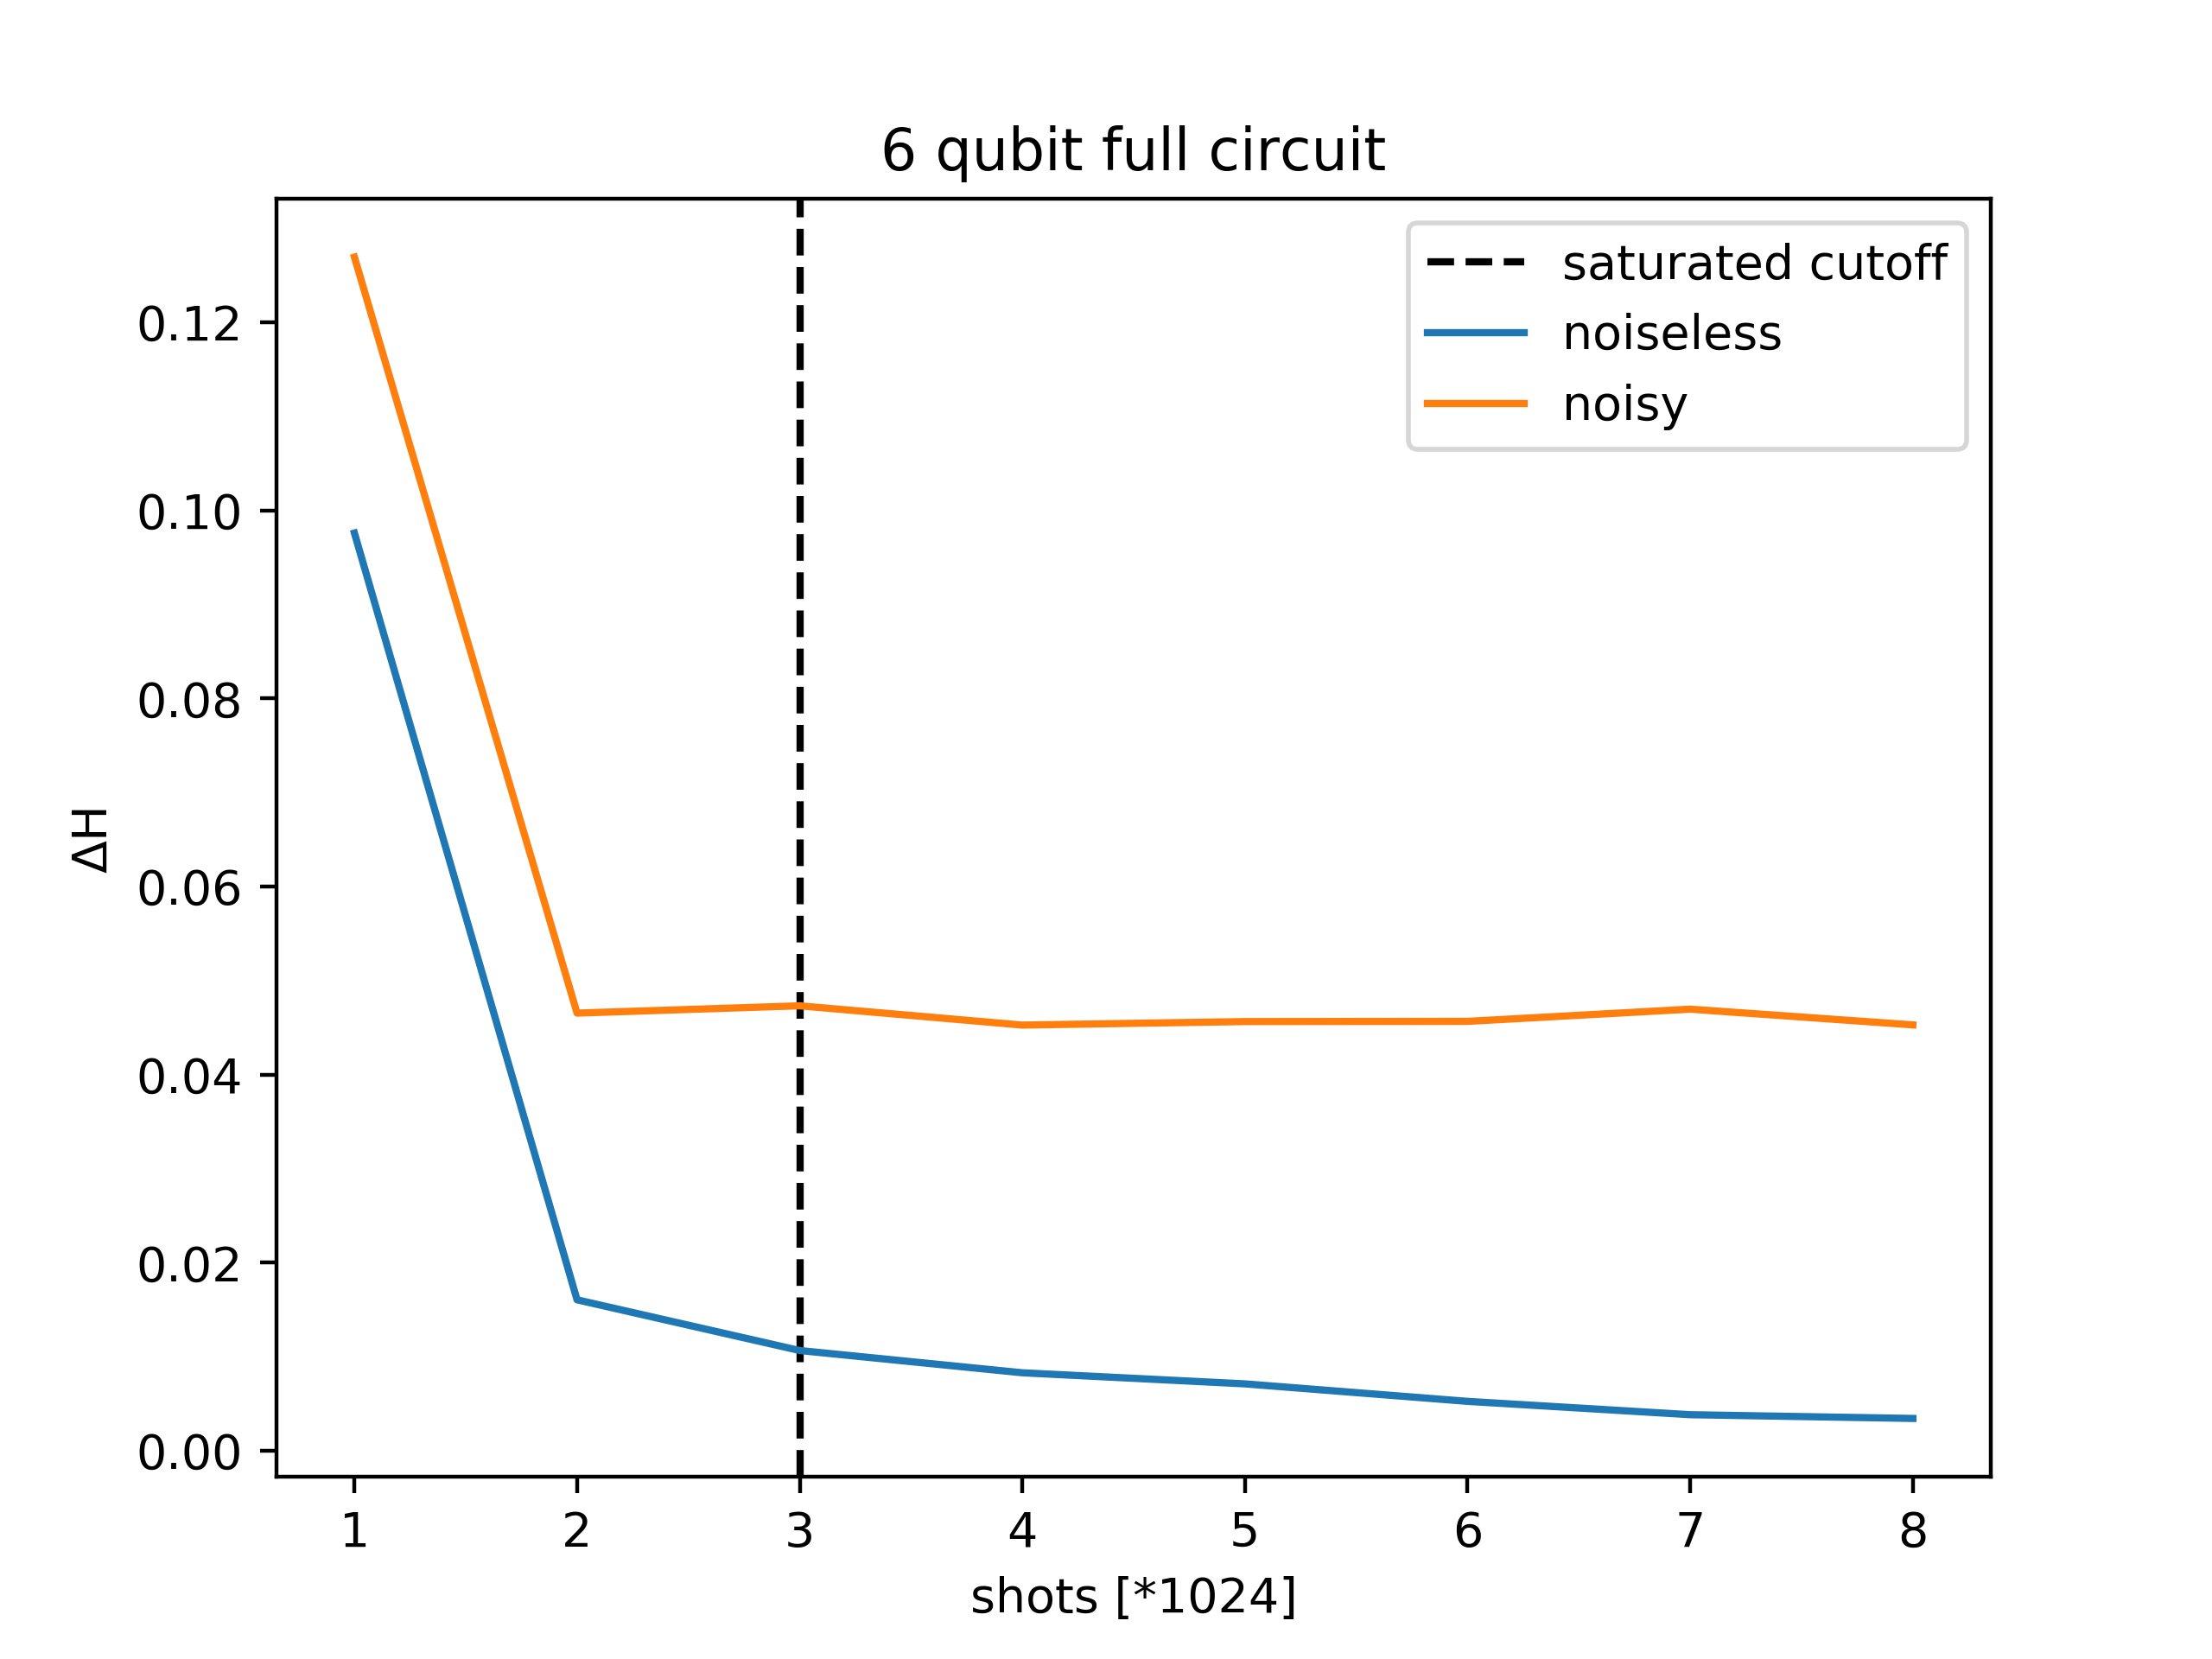 6 qubit full circuit
saturated cutoff
noiseless
noisy
0.12
0.10
0.08
0.06
0.04
0.02
0.00
ΔH
1 2 3 4 5 6 7 8
shots [*1024]